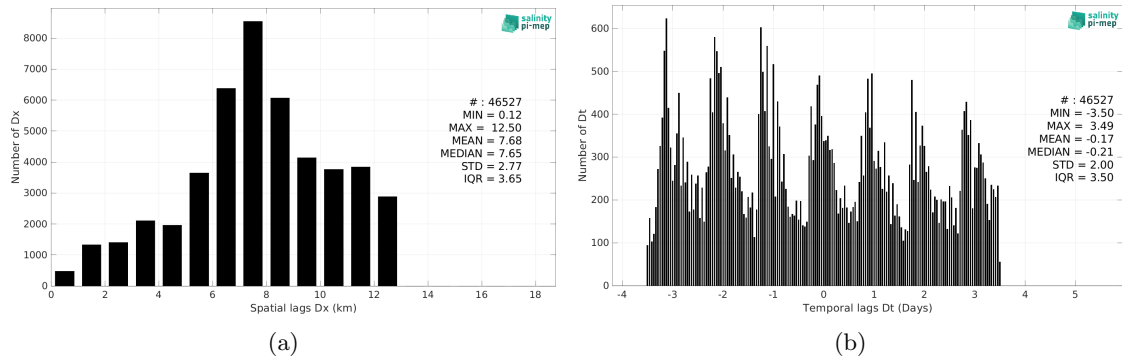 8000
7000
6000
5000
4000
3000
2000
1000
0
Number of Dx
salinity
pi-mep
# : 46527
MIN = 0.12
MAX = 12.50
MEAN = 7.68
MEDIAN = 7.65
STD = 2.77
IQR = 3.65
0 2 4 6 8 10 12 14 16 18
Spatial lags Dx (km)
(a)
600
500
400
300
200
100
0
Number of Dt
salinity
pi-mep
# : 46527
MIN = -3.50
MAX = 3.49
MEAN = -0.17
MEDIAN = -0.21
STD = 2.00
IQR = 3.50
-4 -3 -2 -1 0 1 2 3 4 5
Temporal lags Dt (Days)
(b)